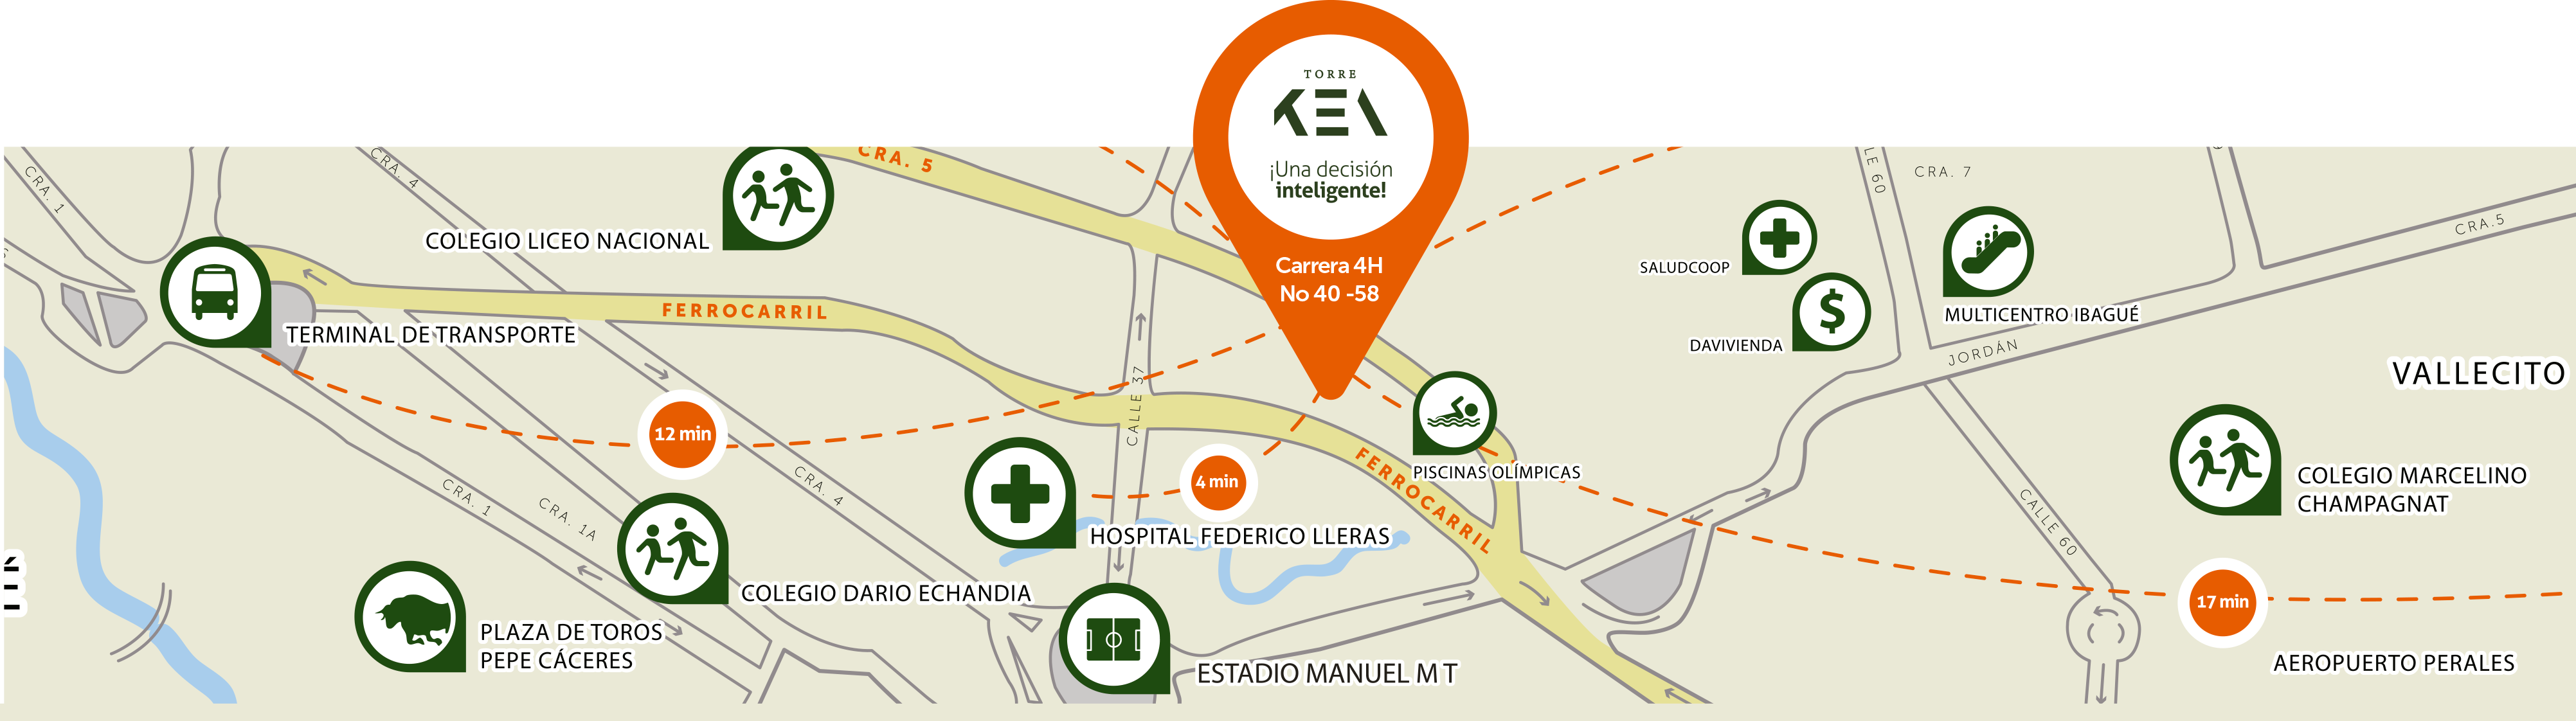 TORRE
KEA
¡Una decisión
inteligente!
Carrera 4H
No 40 -58
CRA. 1
CRA. 4
CRA. 5
LE 60
CRA. 7
CRA.5
COLEGIO LICEO NACIONAL
SALUDCOOP
MULTICENTRO IBAGUÉ
FERROCARRIL
TERMINAL DE TRANSPORTE
DAVIVIENDA
JORDÁN
VALLECITO
CALLE 37
12 min
4 min
FERROCARRIL
PISCINAS OLÍMPICAS
COLEGIO MARCELINO
CHAMPAGNAT
CRA. 1
CRA. 1A
CRA. 4
CALLE 60
HOSPITAL FEDERICO LLERAS
COLEGIO DARIO ECHANDIA
17 min
PLAZA DE TOROS
PEPE CÁCERES
ESTADIO MANUEL M T
AEROPUERTO PERALES